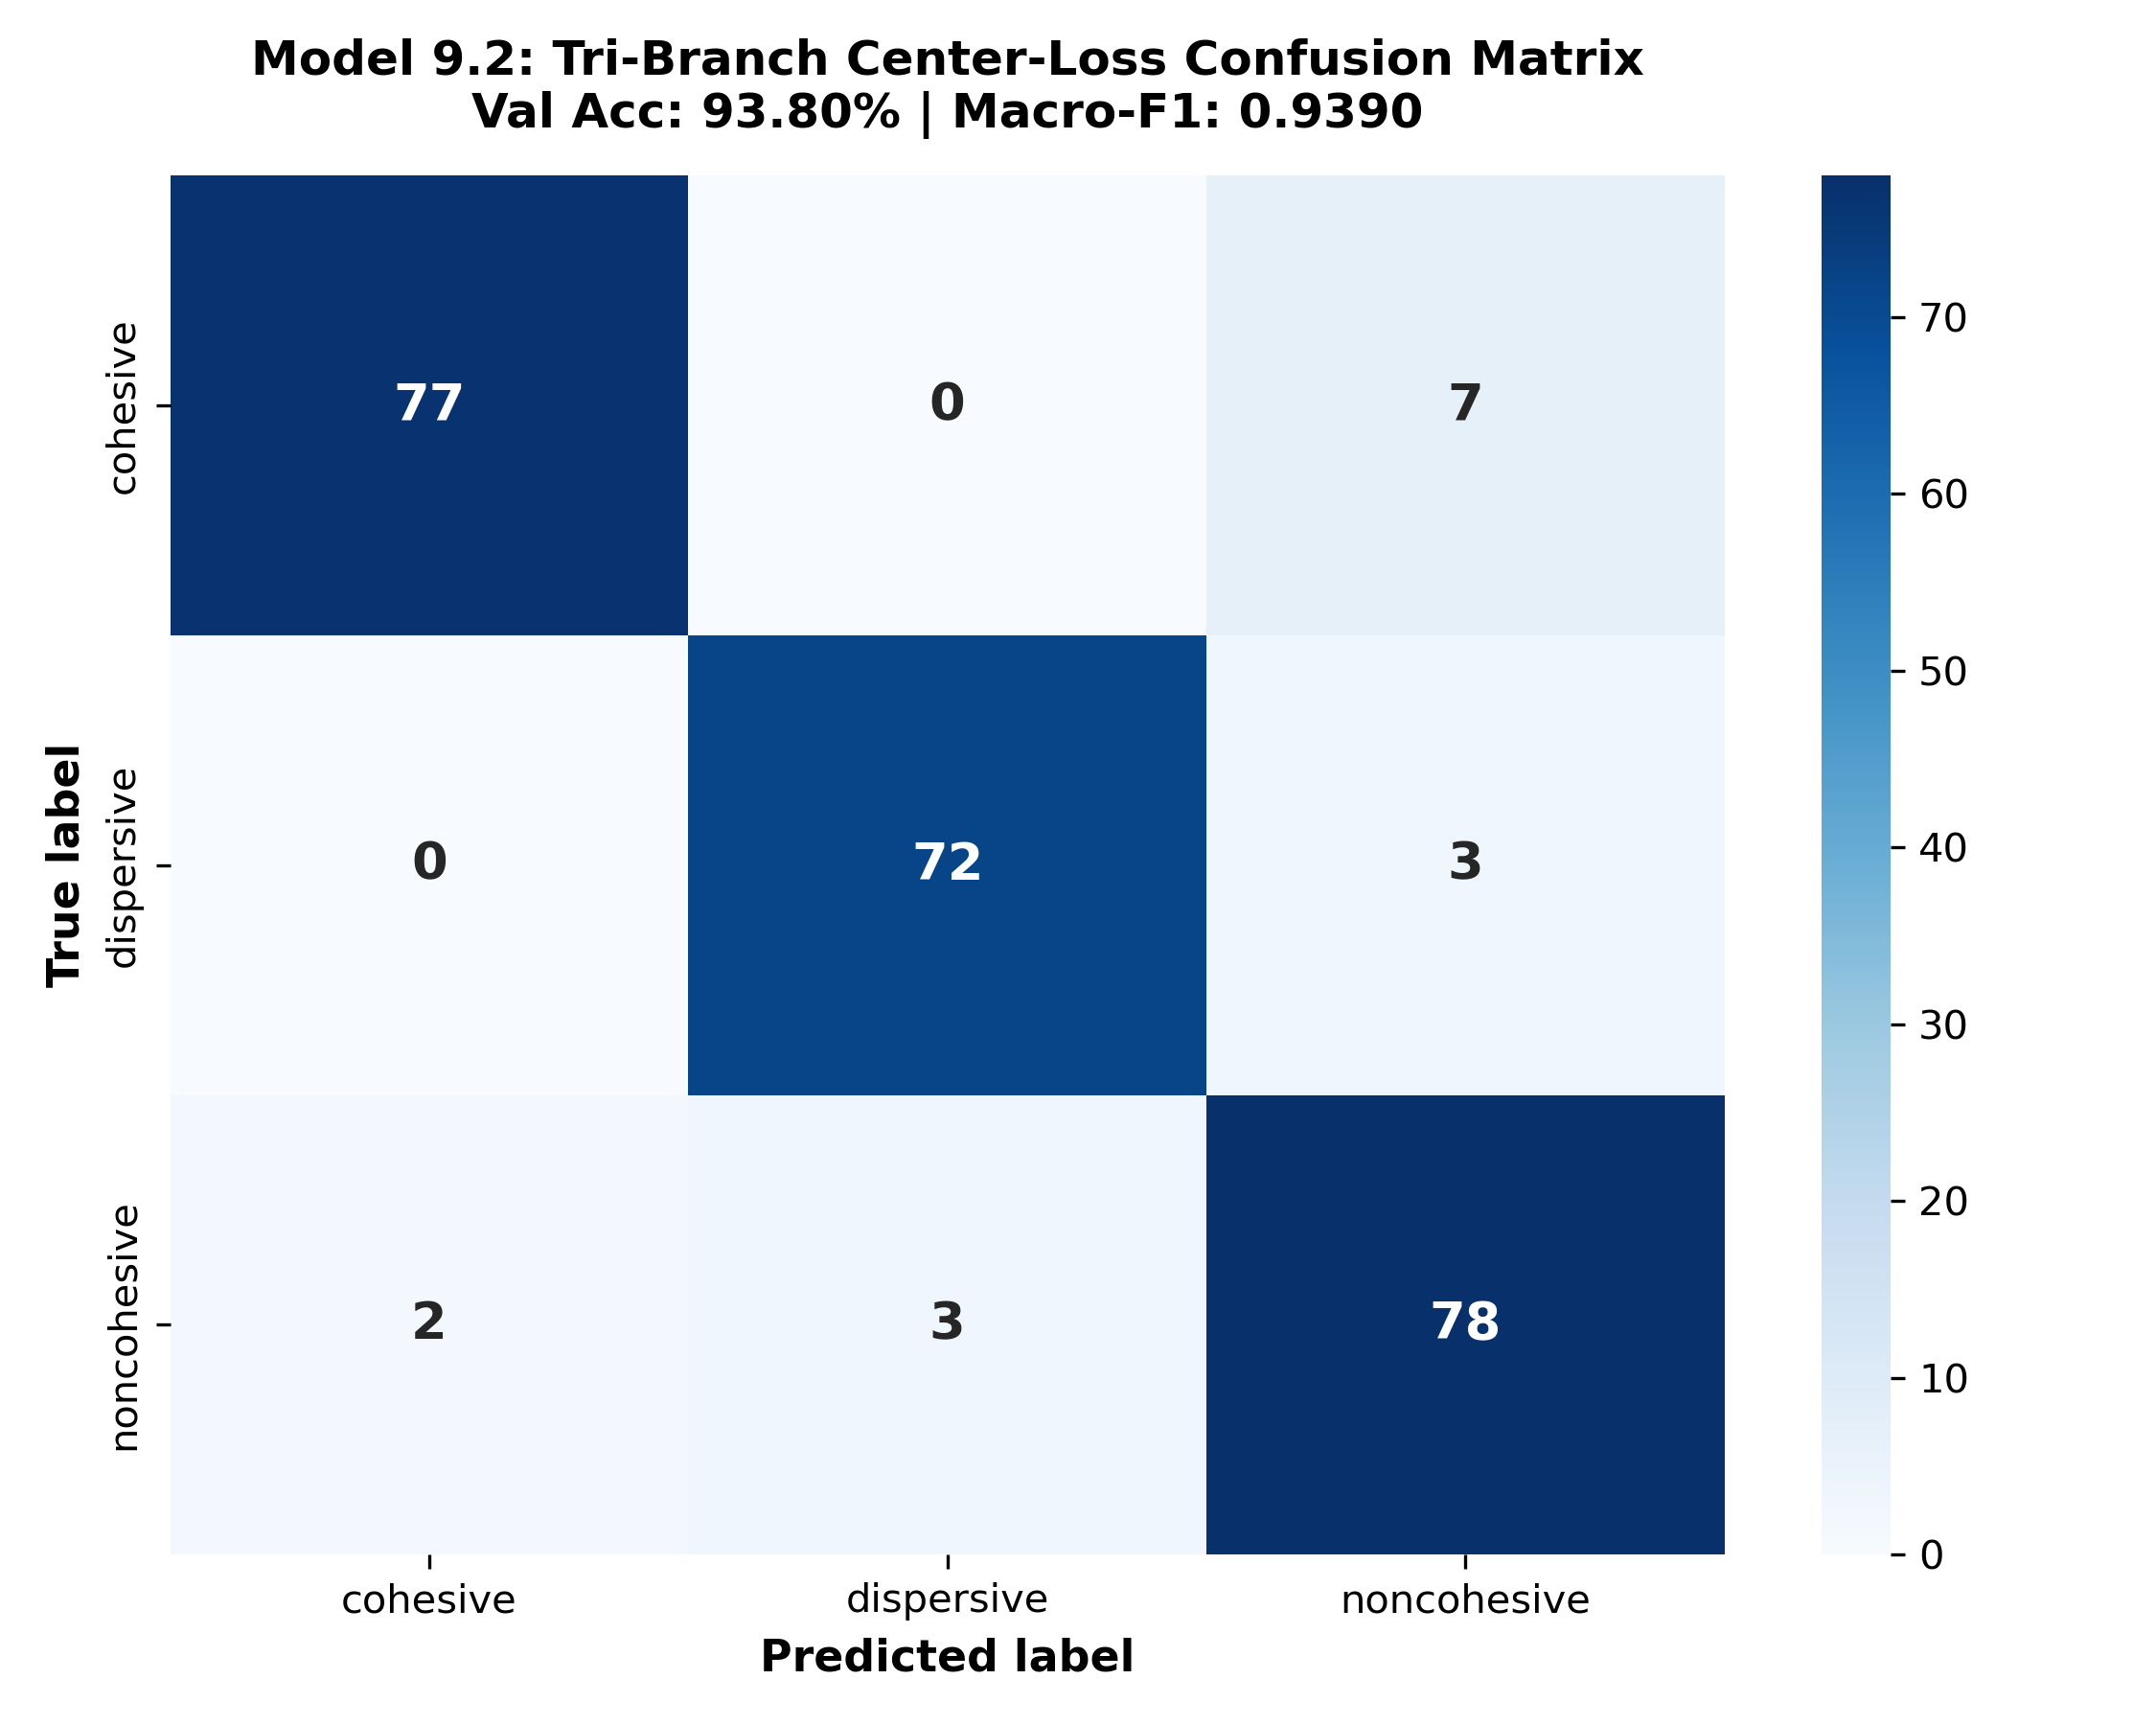 Model 9.2: Tri-Branch Center-Loss Confusion Matrix
Val Acc: 93.80% | Macro-F1: 0.9390
True label
cohesive
77
0
7
dispersive
0
72
3
noncohesive
2
3
78
cohesive
dispersive
noncohesive
Predicted label
70
60
50
40
30
20
10
0